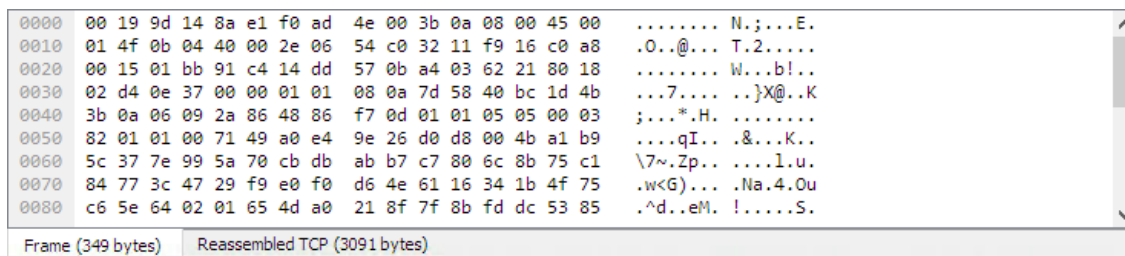 0000 00 19 9d 14 8a e1 f0 ad 4e 00 3b 0a 08 00 45 00 ........ N.;...E.
0010 01 4f 0b 04 40 00 2e 06 54 c0 32 11 f9 16 c0 a8 .O..@... T.2.....
0020 00 15 01 bb 91 c4 14 dd 57 0b a4 03 62 21 80 18 ........ W...b!..
0030 02 d4 0e 37 00 00 01 01 08 0a 7d 58 40 bc 1d 4b ...7.... ..}X@..K
0040 3b 0a 06 09 2a 86 48 86 f7 0d 01 01 05 05 00 03 ;...*.H. ........
0050 82 01 01 00 71 49 a0 e4 9e 26 d0 d8 00 4b a1 b9 ....qI.. .&...K..
0060 5c 37 7e 99 5a 70 cb db ab b7 c7 80 6c 8b 75 c1 \7~.Zp.. ....l.u.
0070 84 77 3c 47 29 f9 e0 f0 d6 4e 61 16 34 1b 4f 75 .w<G)... .Na.4.Ou
0080 c6 5e 64 02 01 65 4d a0 21 8f 7f 8b fd dc 53 85 .^d..eM. !.....S.
Frame (349 bytes) Reassembled TCP (3091 bytes)